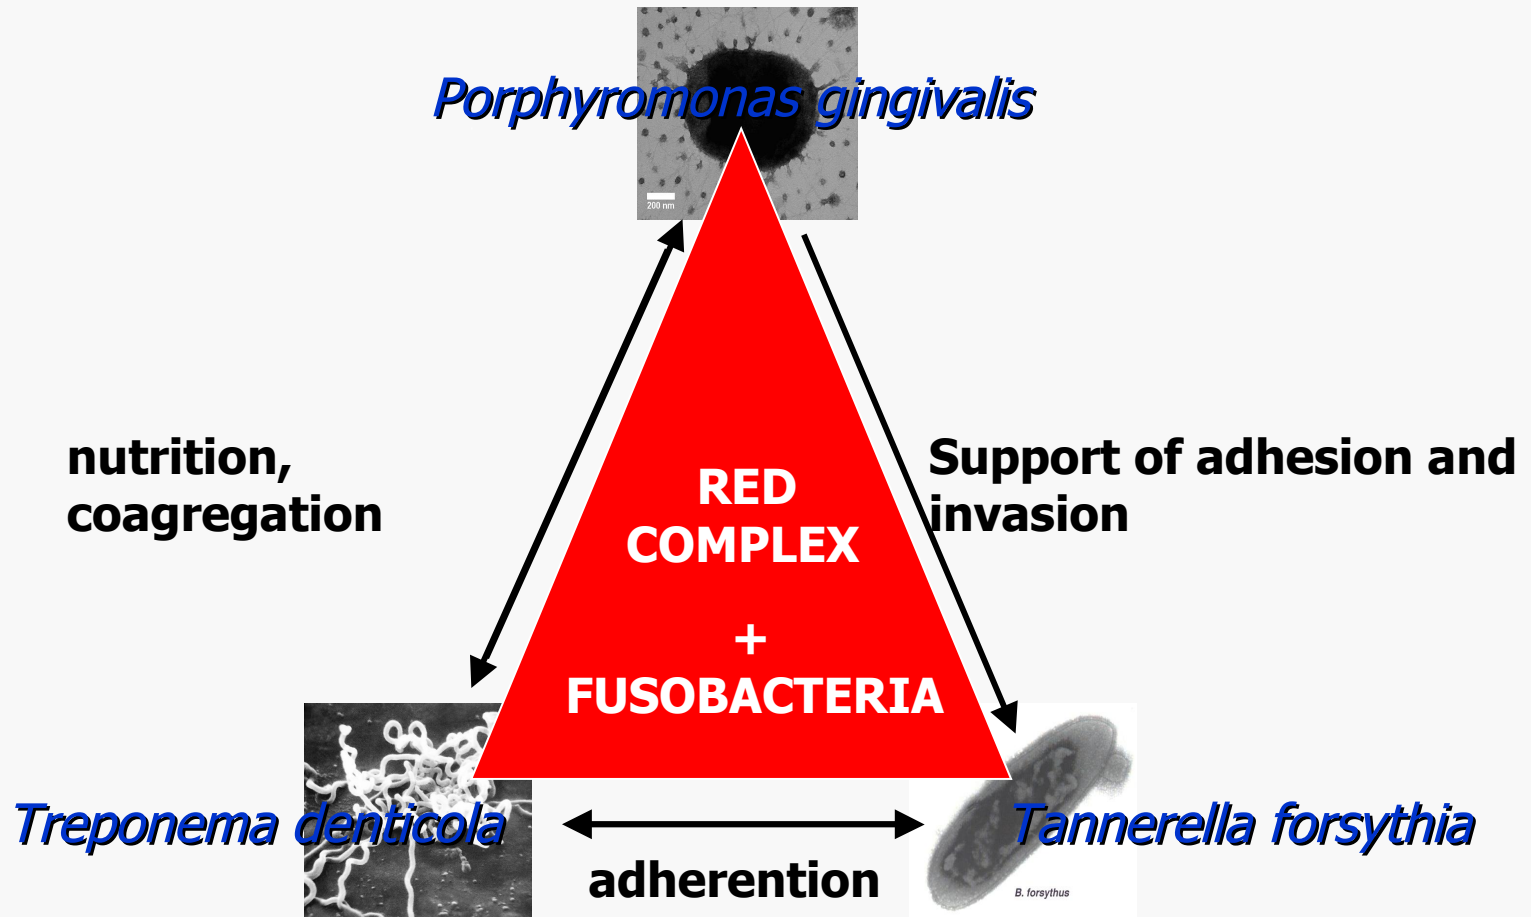 Porphyromonas gingivalis
200 nm
nutrition,
coagregation
Support of adhesion and
invasion
RED
COMPLEX
+
FUSOBACTERIA
Treponema denticola
Tannerella forsythia
adherention
B. forsythus